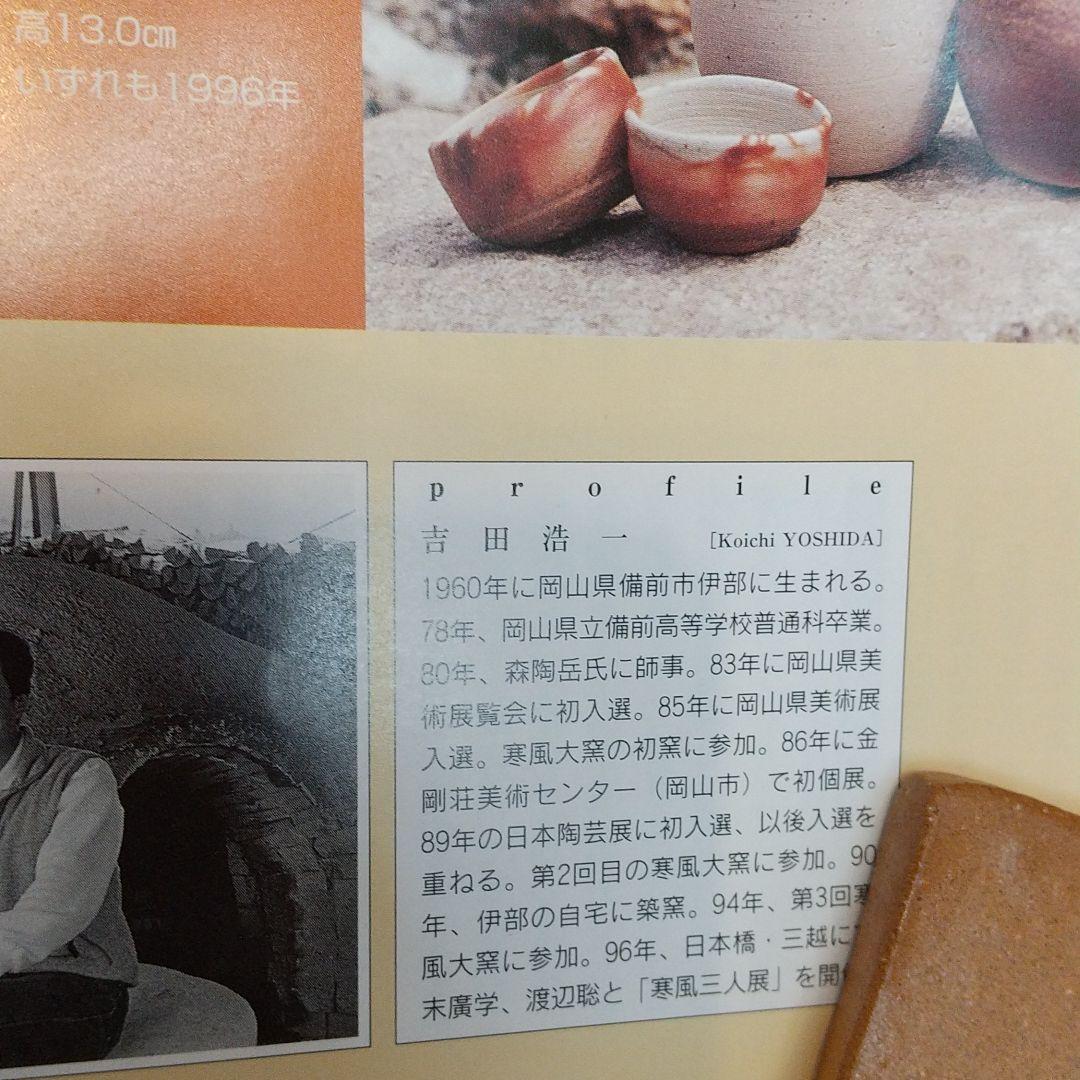 高13.0㎝
いずれも1996年
profile
吉田浩一 [Koichi YOSHIDA]
1960年に岡山県備前市伊部に生まれる。
78年、岡山県立備前高等学校普通科卒業。
80年、森陶岳氏に師事。83年に岡山県美
術展覧会に初入選。85年に岡山県美術展
入選。寒風大窯の初窯に参加。86年に金
剛荘美術センター（岡山市）で初個展。
89年の日本陶芸展に初入選、以後入選を
重ねる。第2回目の寒風大窯に参加。90
年、伊部の自宅に築窯。94年、第3回寒
風大窯に参加。96年、日本橋・三越に
末廣学、渡辺聡と「寒風三人展」を開